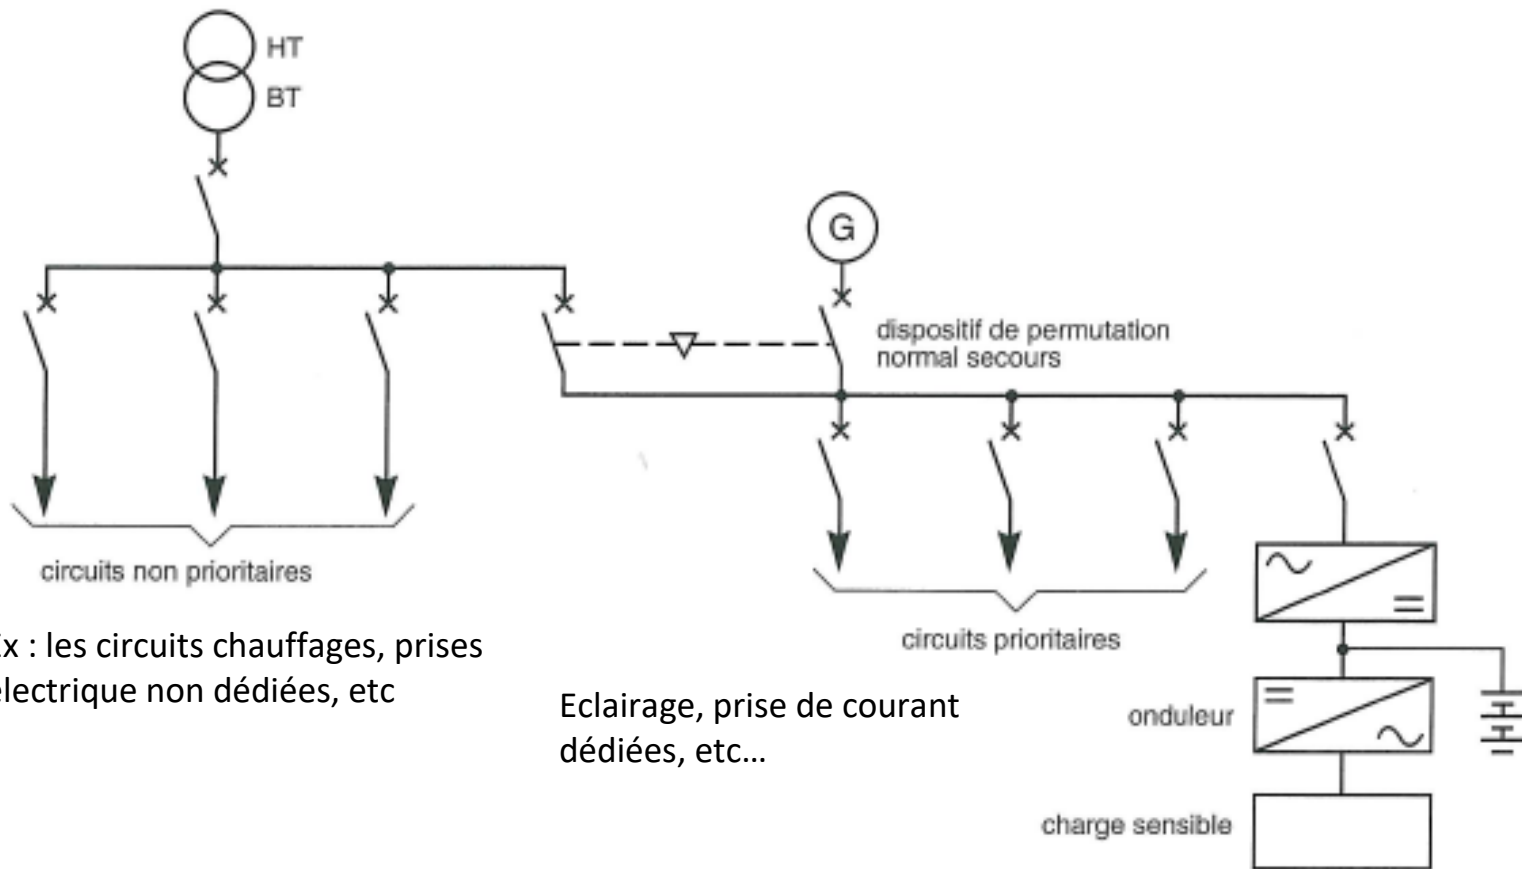 HT
BT
G
dispositif de permutation
normal secours
circuits non prioritaires
x : les circuits chauffages, prises
électrique non dédiées, etc
circuits prioritaires
Eclairage, prise de courant
dédiées, etc...
onduleur
charge sensible